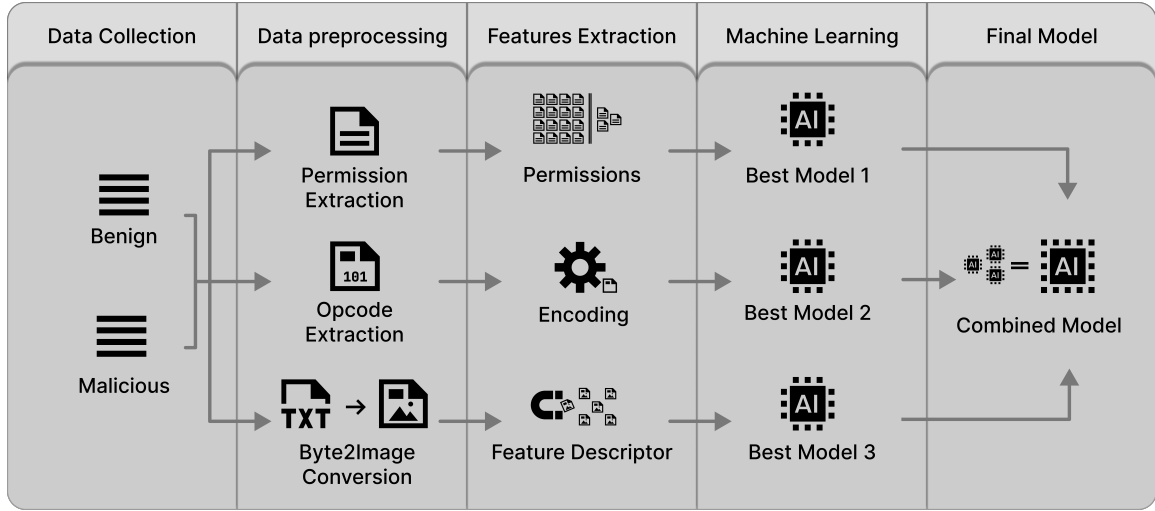 Data Collection
Data preprocessing
Features Extraction
Machine Learning
Final Model
Benign
Malicious
Permission
Extraction
101
Opcode
Extraction
TXT
Byte2Image
Conversion
Permissions
Encoding
Feature Descriptor
AI
Best Model 1
AI
Best Model 2
AI
Best Model 3
AI
AI
AI
=
AI
Combined Model